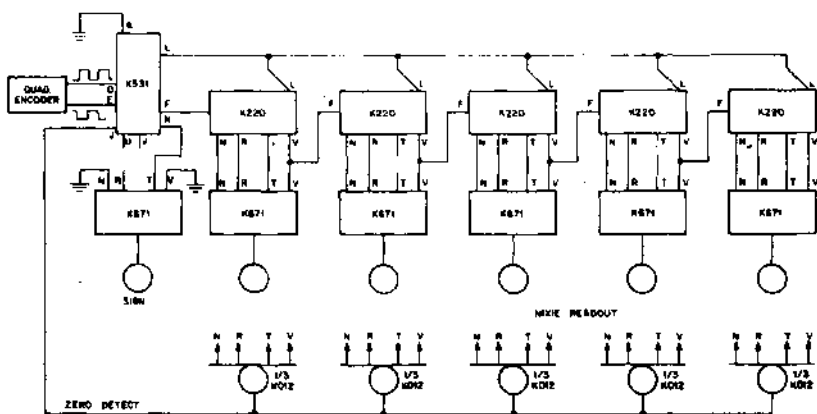 K
L
K531
QUAD.
ENCODER
D
E
F
N
J
U V
L L L L L
F F F F
K220 K220 K220 K220 K220
N R T V N R T V N R T V N R T V N R T V
N R T V N R T V N R T V N R T V N R T V N R T V
K671 K671 K671 K671 K671 K671
SIGN
NIXIE READOUT
N R T V N R T V N R T V N R T V N R T V
1/3 1/3 1/3 1/3 1/3
K012 K012 K012 K012 K012
ZERO DETECT